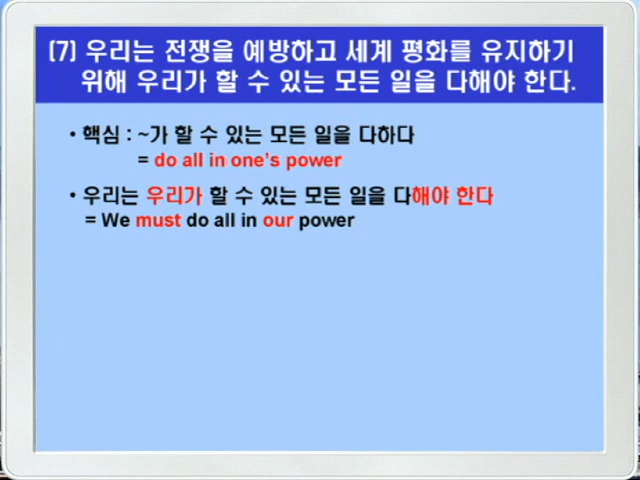 [7] 우리는 전쟁을 예방하고 세계 평화를 유지하기
위해 우리가 할 수 있는 모든 일을 다해야 한다.
• 핵심 : ~가 할 수 있는 모든 일을 다하다
= do all in one's power
• 우리는 우리가 할 수 있는 모든 일을 다해야 한다
= We must do all in our power